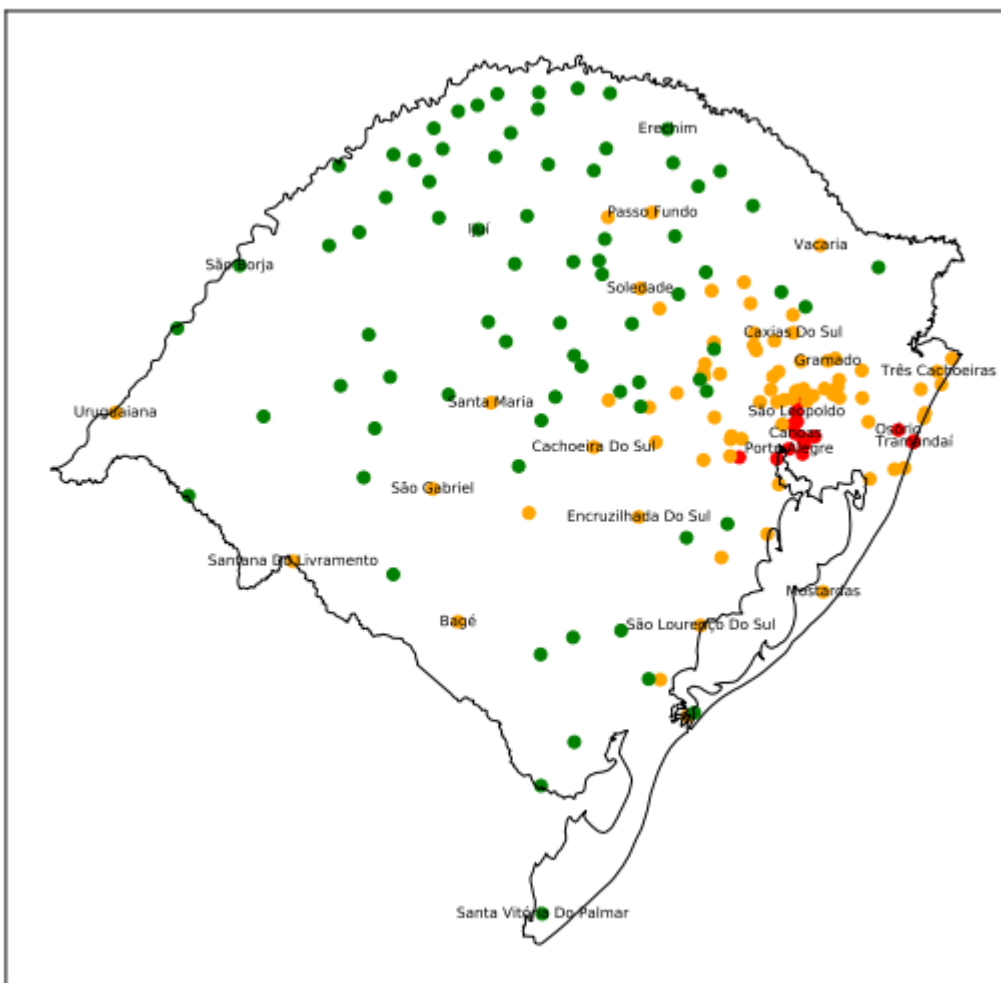 Erechim
Passo Fundo
Ijuí
Vacaria
São Borja
Soledade
Caxias Do Sul
Gramado
Três Cachoeiras
Santa Maria
Uruguaiana
São Leopoldo
Osório
Canoas
Tramandaí
Cachoeira Do Sul
Porto Alegre
São Gabriel
Encruzilhada Do Sul
Santana Do Livramento
Mostardas
Bagé
São Lourenço Do Sul
Santa Vitória Do Palmar